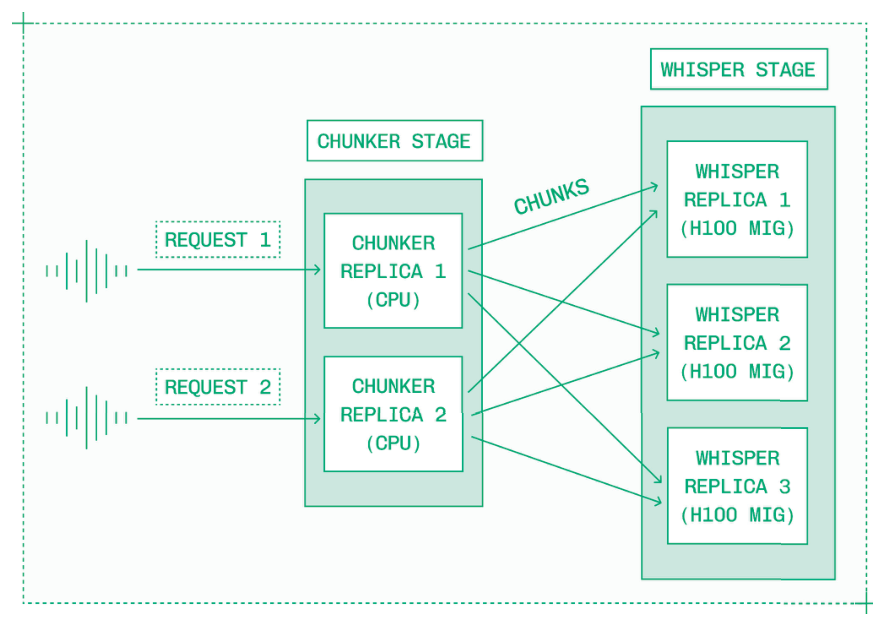 WHISPER STAGE
CHUNKER STAGE
REQUEST 1
REQUEST 2
CHUNKER
REPLICA 1
(CPU)
CHUNKER
REPLICA 2
(CPU)
CHUNKS
WHISPER
REPLICA 1
(H100 MIG)
WHISPER
REPLICA 2
(H100 MIG)
WHISPER
REPLICA 3
(H100 MIG)